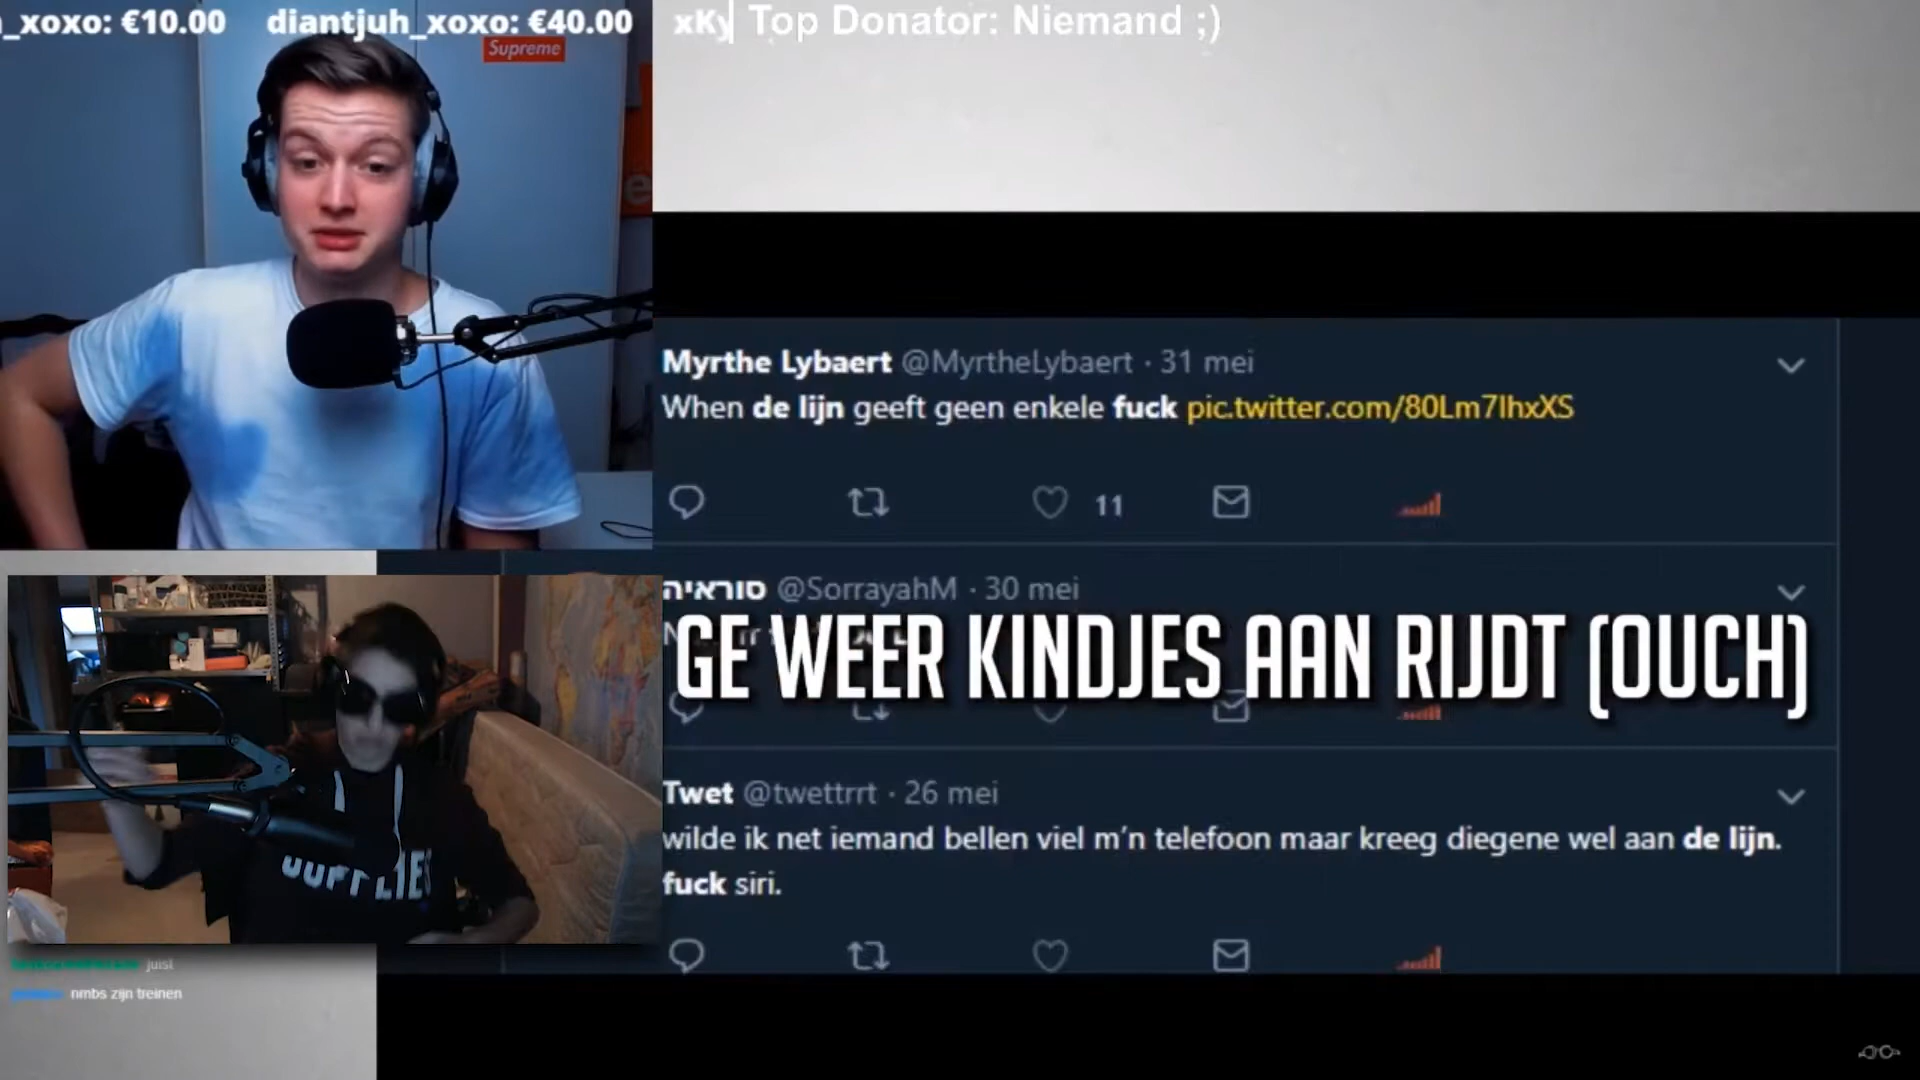 _xoxo: €10.00 diantjuh_xoxo: €40.00 xKy Top Donator: Niemand ;)
Supreme
Myrthe Lybaert @MyrtheLybaert · 31 mei
When de lijn geeft geen enkele fuck pic.twitter.com/80Lm7IhxXS
11
סוראיה @SorrayahM · 30 mei
GE WEER KINDJES AAN RIJDT (OUCH)
Twet @twettrrt · 26 mei
wilde ik net iemand bellen viel m'n telefoon maar kreeg diegene wel aan de lijn.
fuck siri.
juist
nmbs zijn treinen